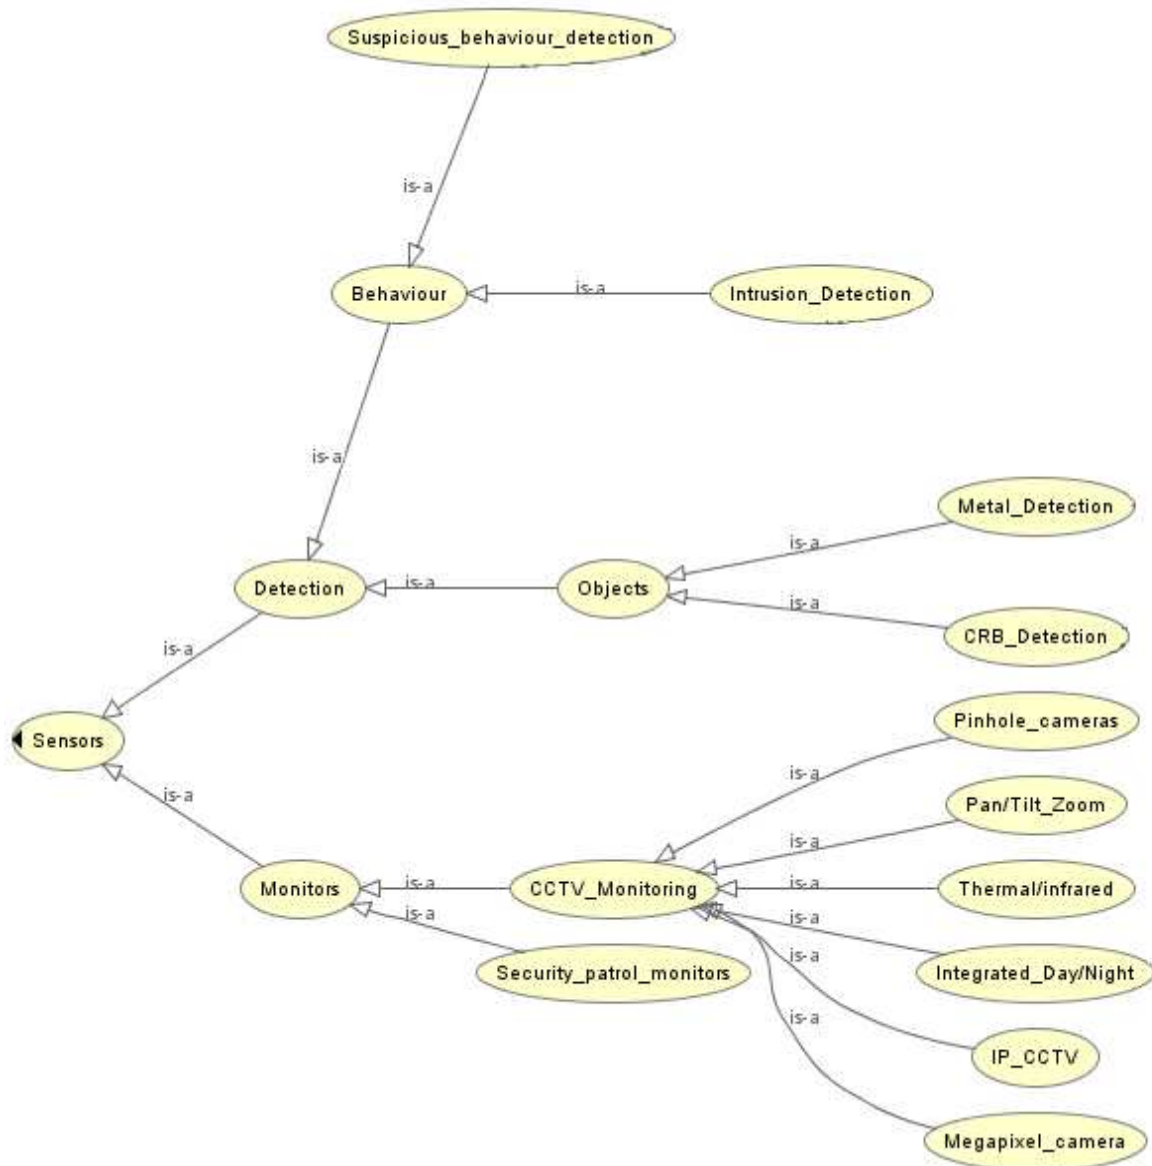 Suspicious_behaviour_detection
is-a
Behaviour
is-a
Intrusion_Detection
is-a
Metal_Detection
is-a
Detection
is-a
Objects
is-a
CRB_Detection
is-a
Pinhole_cameras
Sensors
is-a
is-a
Pan/Tilt_Zoom
is-a
Monitors
is-a
CCTV_Monitoring
is-a
Thermal/infrared
is-a
is-a
Security_patrol_monitors
is-a
Integrated_Day/Night
is-a
IP_CCTV
Megapixel_camera